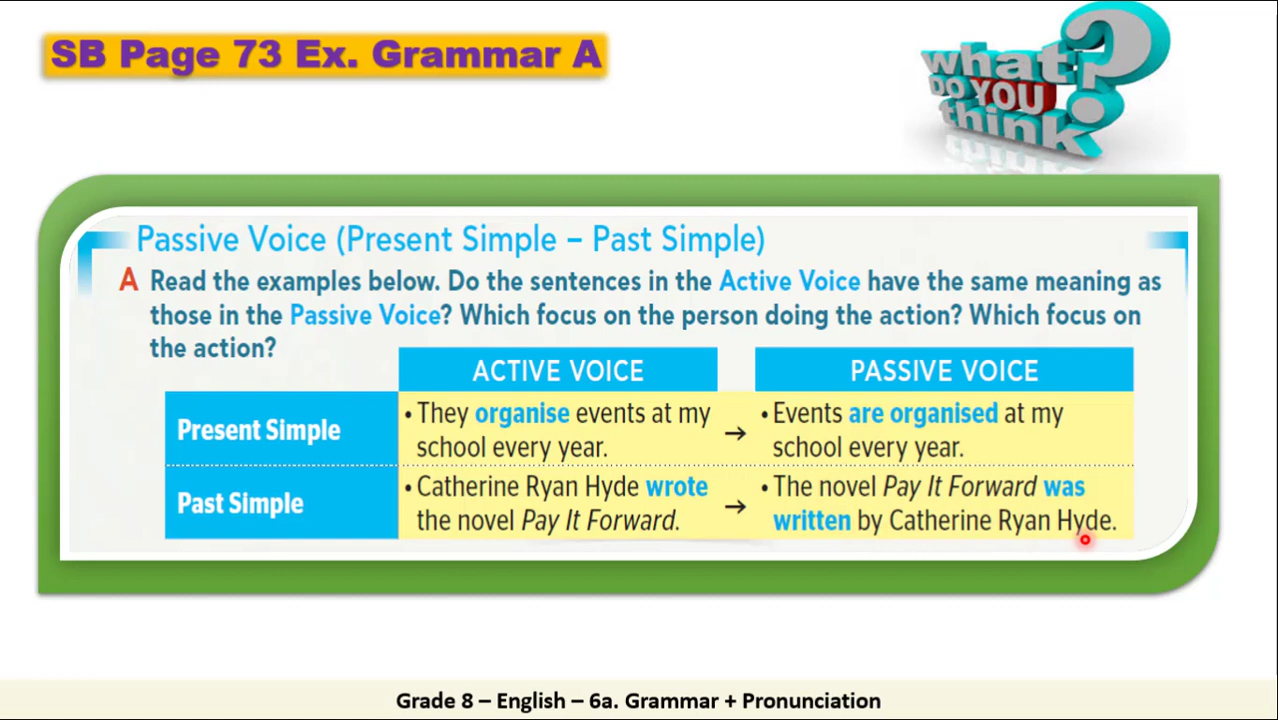 SB Page 73 Ex. Grammar A
what ?
DO YOU
think
Passive Voice (Present Simple – Past Simple)
A Read the examples below. Do the sentences in the Active Voice have the same meaning as
those in the Passive Voice? Which focus on the person doing the action? Which focus on
the action?
ACTIVE VOICE PASSIVE VOICE
Present Simple
• They organise events at my
school every year.
→
• Events are organised at my
school every year.
Past Simple
• Catherine Ryan Hyde wrote
the novel Pay It Forward.
→
• The novel Pay It Forward was
written by Catherine Ryan Hyde.
Grade 8 – English – 6a. Grammar + Pronunciation